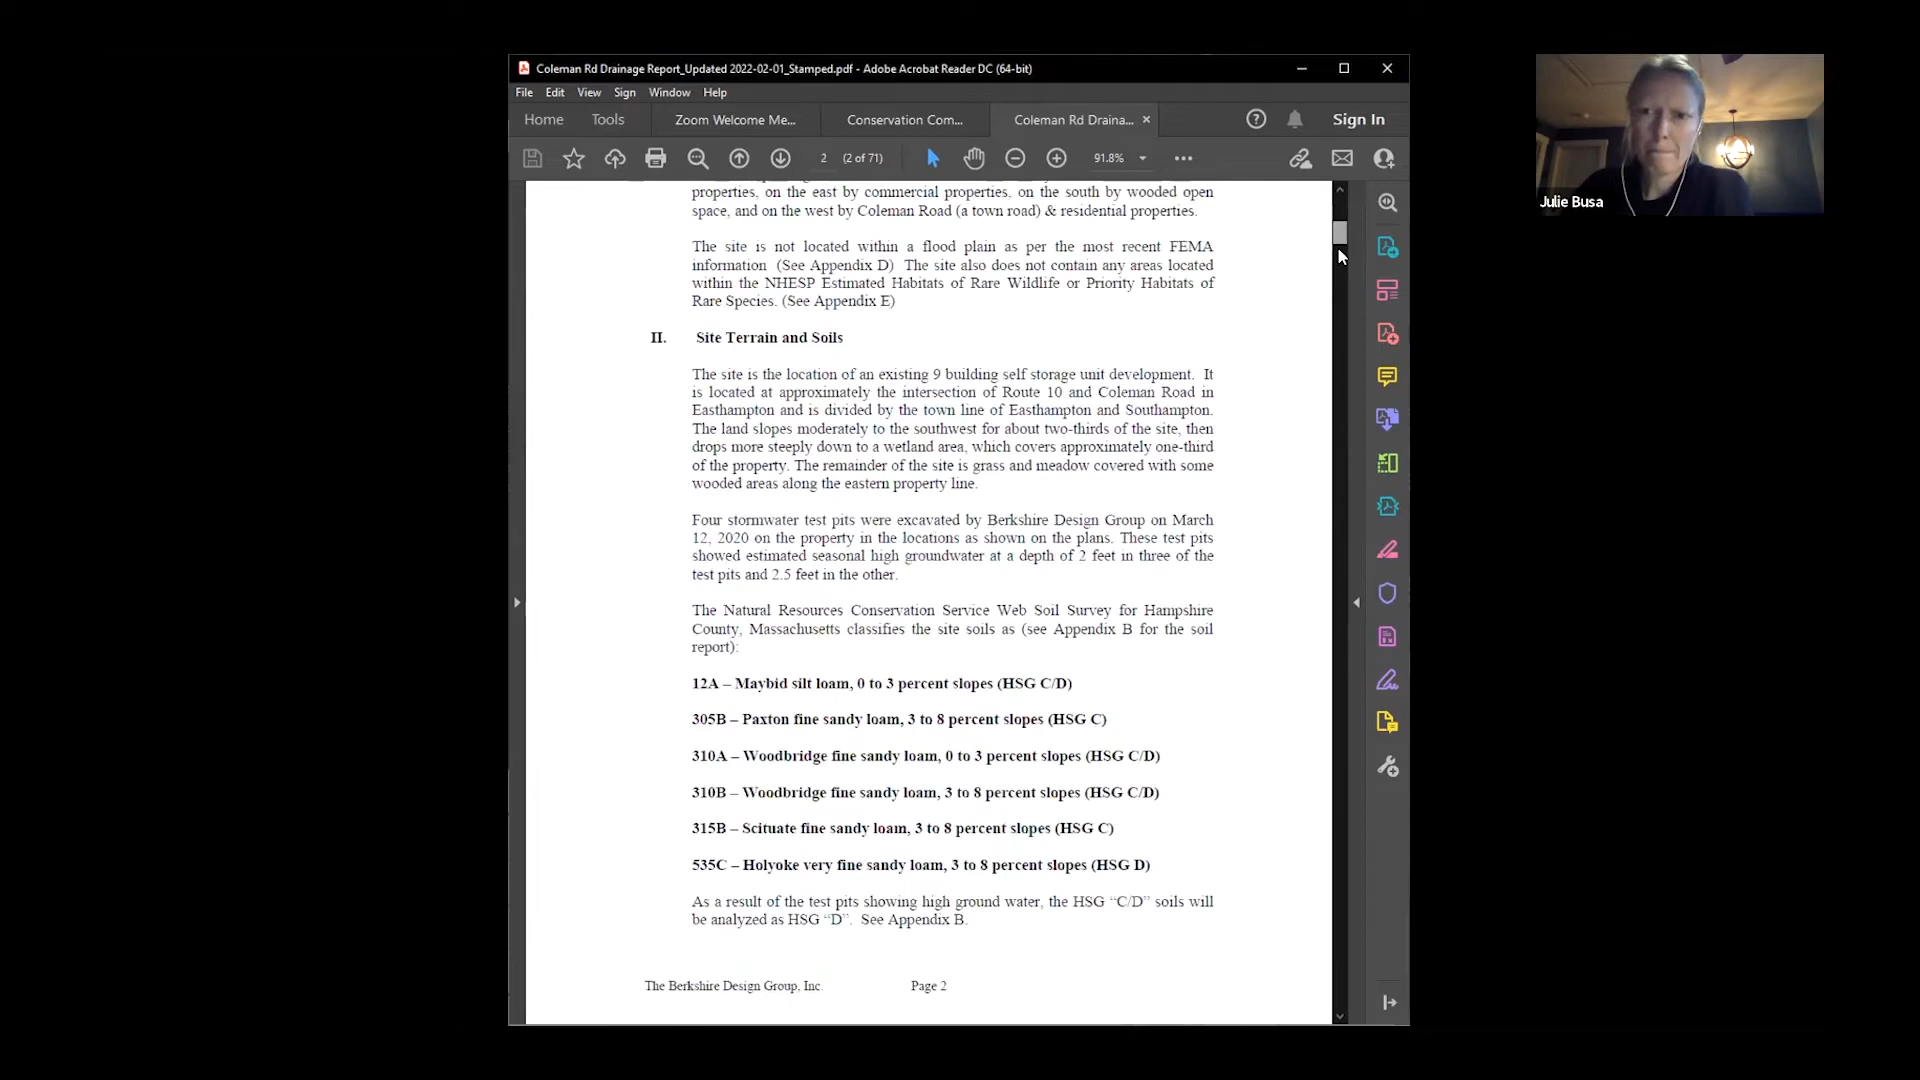 Coleman Rd Drainage Report_Updated 2022-02-01_Stamped.pdf - Adobe Acrobat Reader DC (64-bit)
File Edit View Sign Window Help
Home Tools Zoom Welcome Me... Conservation Com... Coleman Rd Draina... × Sign In
2 (2 of 71) 91.8%
properties, on the east by commercial properties, on the south by wooded open
space, and on the west by Coleman Road (a town road) & residential properties.
The site is not located within a flood plain as per the most recent FEMA
information (See Appendix D) The site also does not contain any areas located
within the NHESP Estimated Habitats of Rare Wildlife or Priority Habitats of
Rare Species. (See Appendix E)
II. Site Terrain and Soils
The site is the location of an existing 9 building self storage unit development. It
is located at approximately the intersection of Route 10 and Coleman Road in
Easthampton and is divided by the town line of Easthampton and Southampton.
The land slopes moderately to the southwest for about two-thirds of the site, then
drops more steeply down to a wetland area, which covers approximately one-third
of the property. The remainder of the site is grass and meadow covered with some
wooded areas along the eastern property line.
Four stormwater test pits were excavated by Berkshire Design Group on March
12, 2020 on the property in the locations as shown on the plans. These test pits
showed estimated seasonal high groundwater at a depth of 2 feet in three of the
test pits and 2.5 feet in the other.
The Natural Resources Conservation Service Web Soil Survey for Hampshire
County, Massachusetts classifies the site soils as (see Appendix B for the soil
report):
12A – Maybid silt loam, 0 to 3 percent slopes (HSG C/D)
305B – Paxton fine sandy loam, 3 to 8 percent slopes (HSG C)
310A – Woodbridge fine sandy loam, 0 to 3 percent slopes (HSG C/D)
310B – Woodbridge fine sandy loam, 3 to 8 percent slopes (HSG C/D)
315B – Scituate fine sandy loam, 3 to 8 percent slopes (HSG C)
535C – Holyoke very fine sandy loam, 3 to 8 percent slopes (HSG D)
As a result of the test pits showing high ground water, the HSG “C/D” soils will
be analyzed as HSG “D”. See Appendix B.
The Berkshire Design Group, Inc. Page 2
Julie Busa